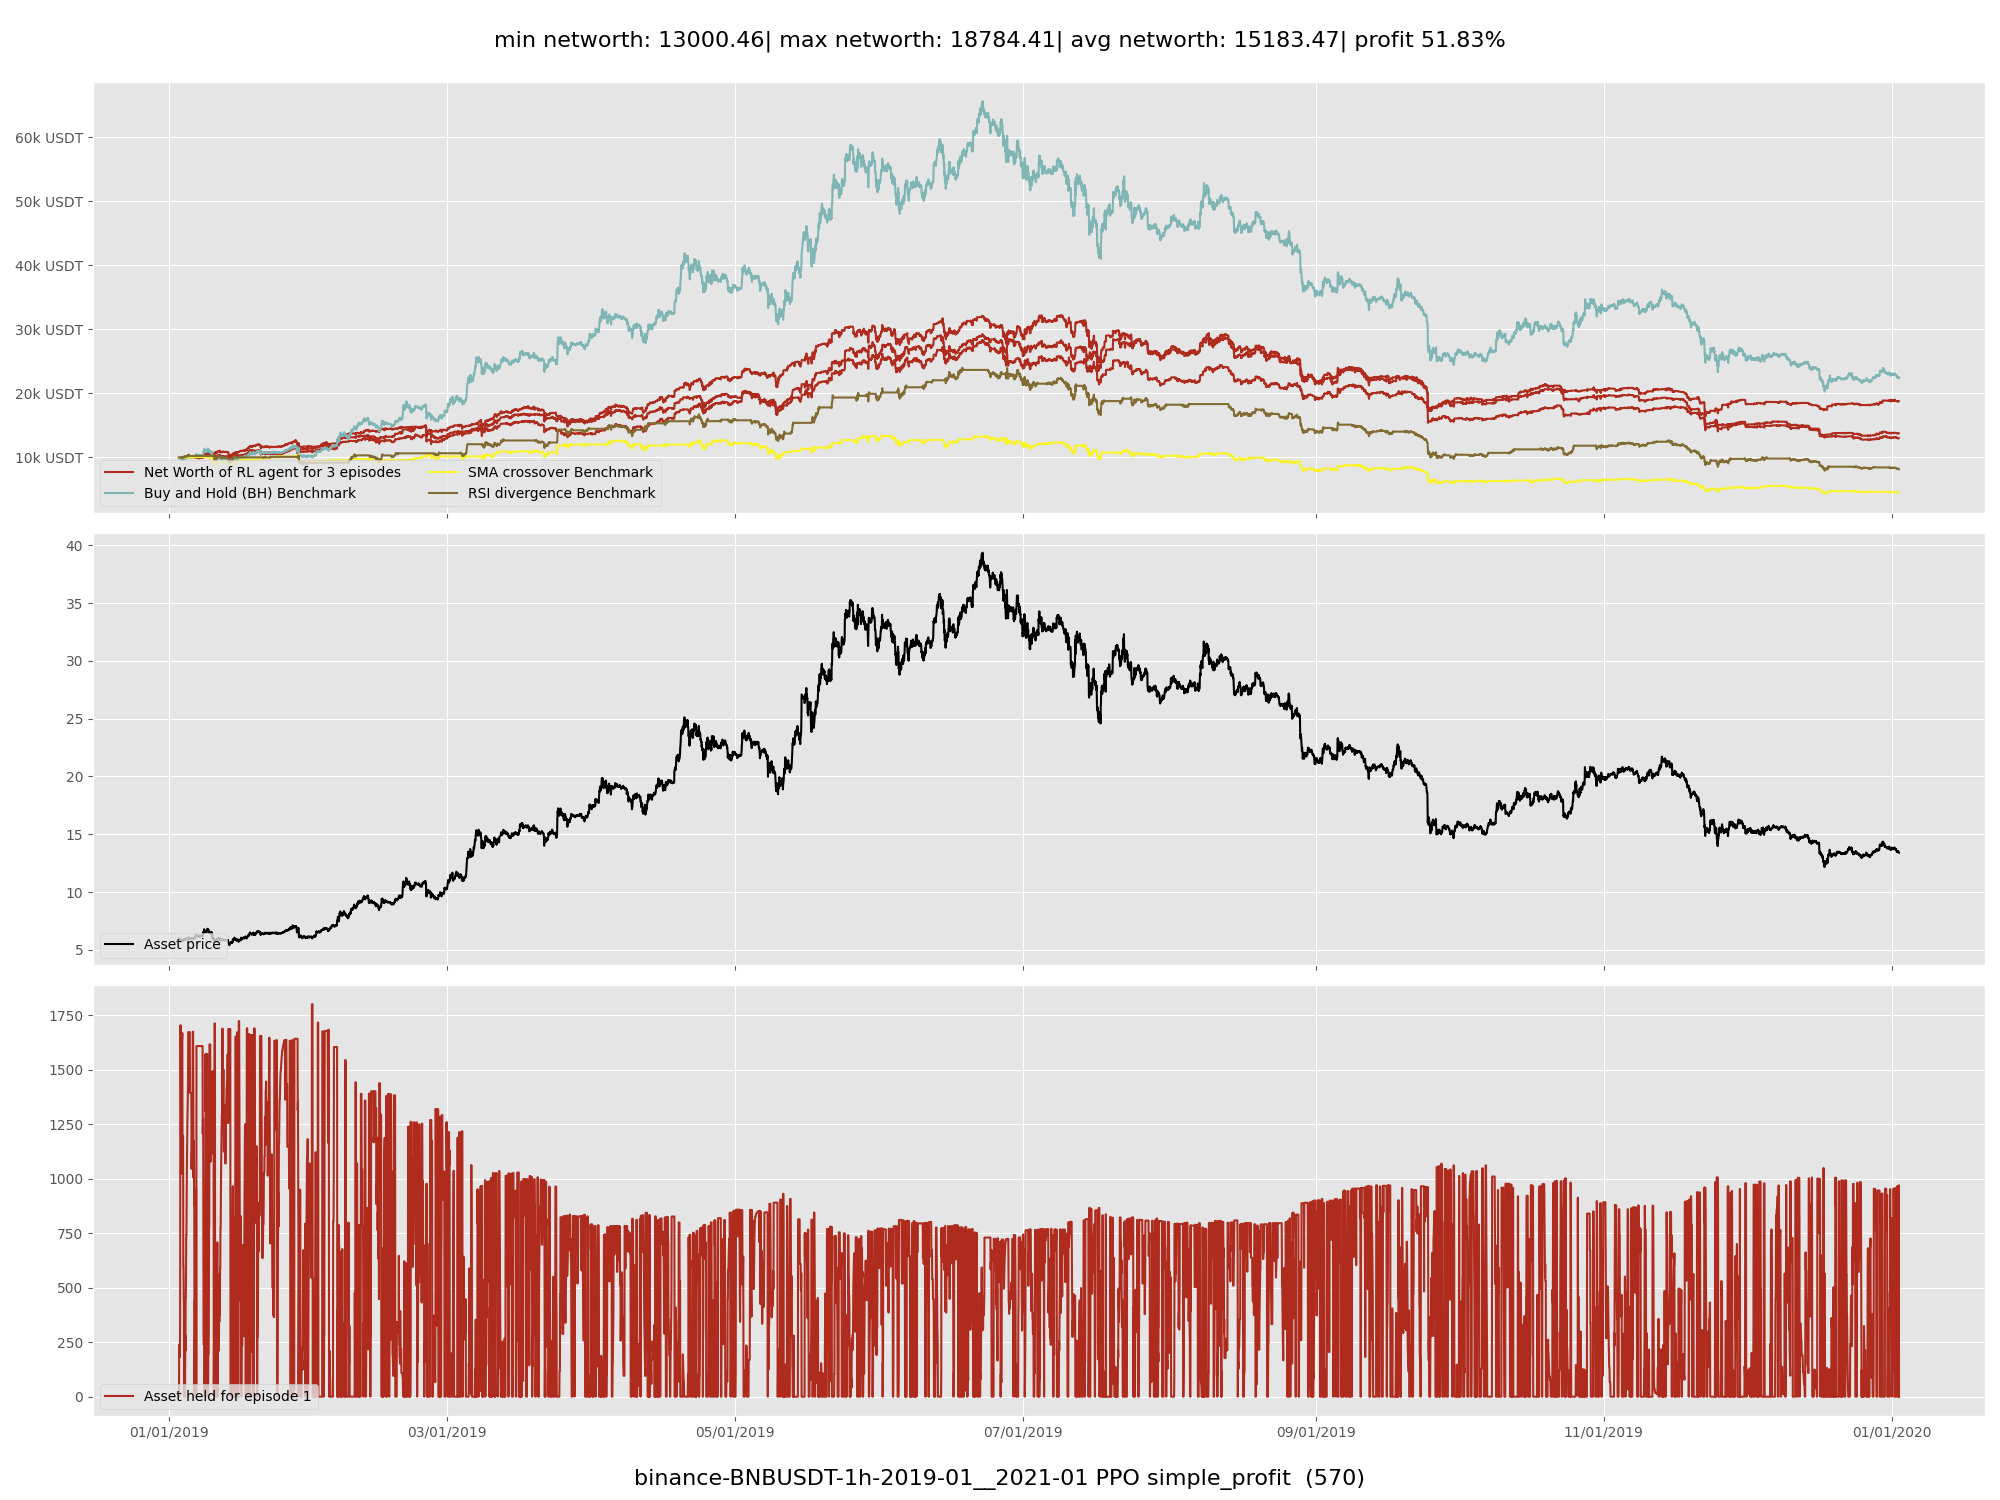 min networth: 13000.46| max networth: 18784.41| avg networth: 15183.47| profit 51.83%
60k USDT
50k USDT
40k USDT
30k USDT
20k USDT
10k USDT
Net Worth of RL agent for 3 episodes
Buy and Hold (BH) Benchmark
SMA crossover Benchmark
RSI divergence Benchmark
40
35
30
25
20
15
10
5
Asset price
1750
1500
1250
1000
750
500
250
0
Asset held for episode 1
01/01/2019 03/01/2019 05/01/2019 07/01/2019 09/01/2019 11/01/2019 01/01/2020
binance-BNBUSDT-1h-2019-01__2021-01 PPO simple_profit (570)